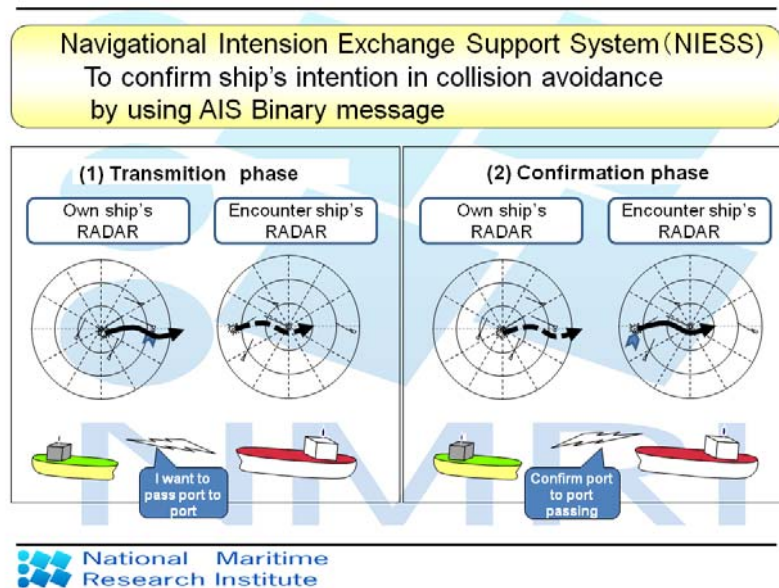 Navigational Intension Exchange Support System(NIESS)
To confirm ship's intention in collision avoidance
by using AIS Binary message
(1) Transmition phase
Own ship's
RADAR
Encounter ship's
RADAR
I want to
pass port to
port
(2) Confirmation phase
Own ship's
RADAR
Encounter ship's
RADAR
Confirm port
to port
passing
NMRI
National Maritime
Research Institute